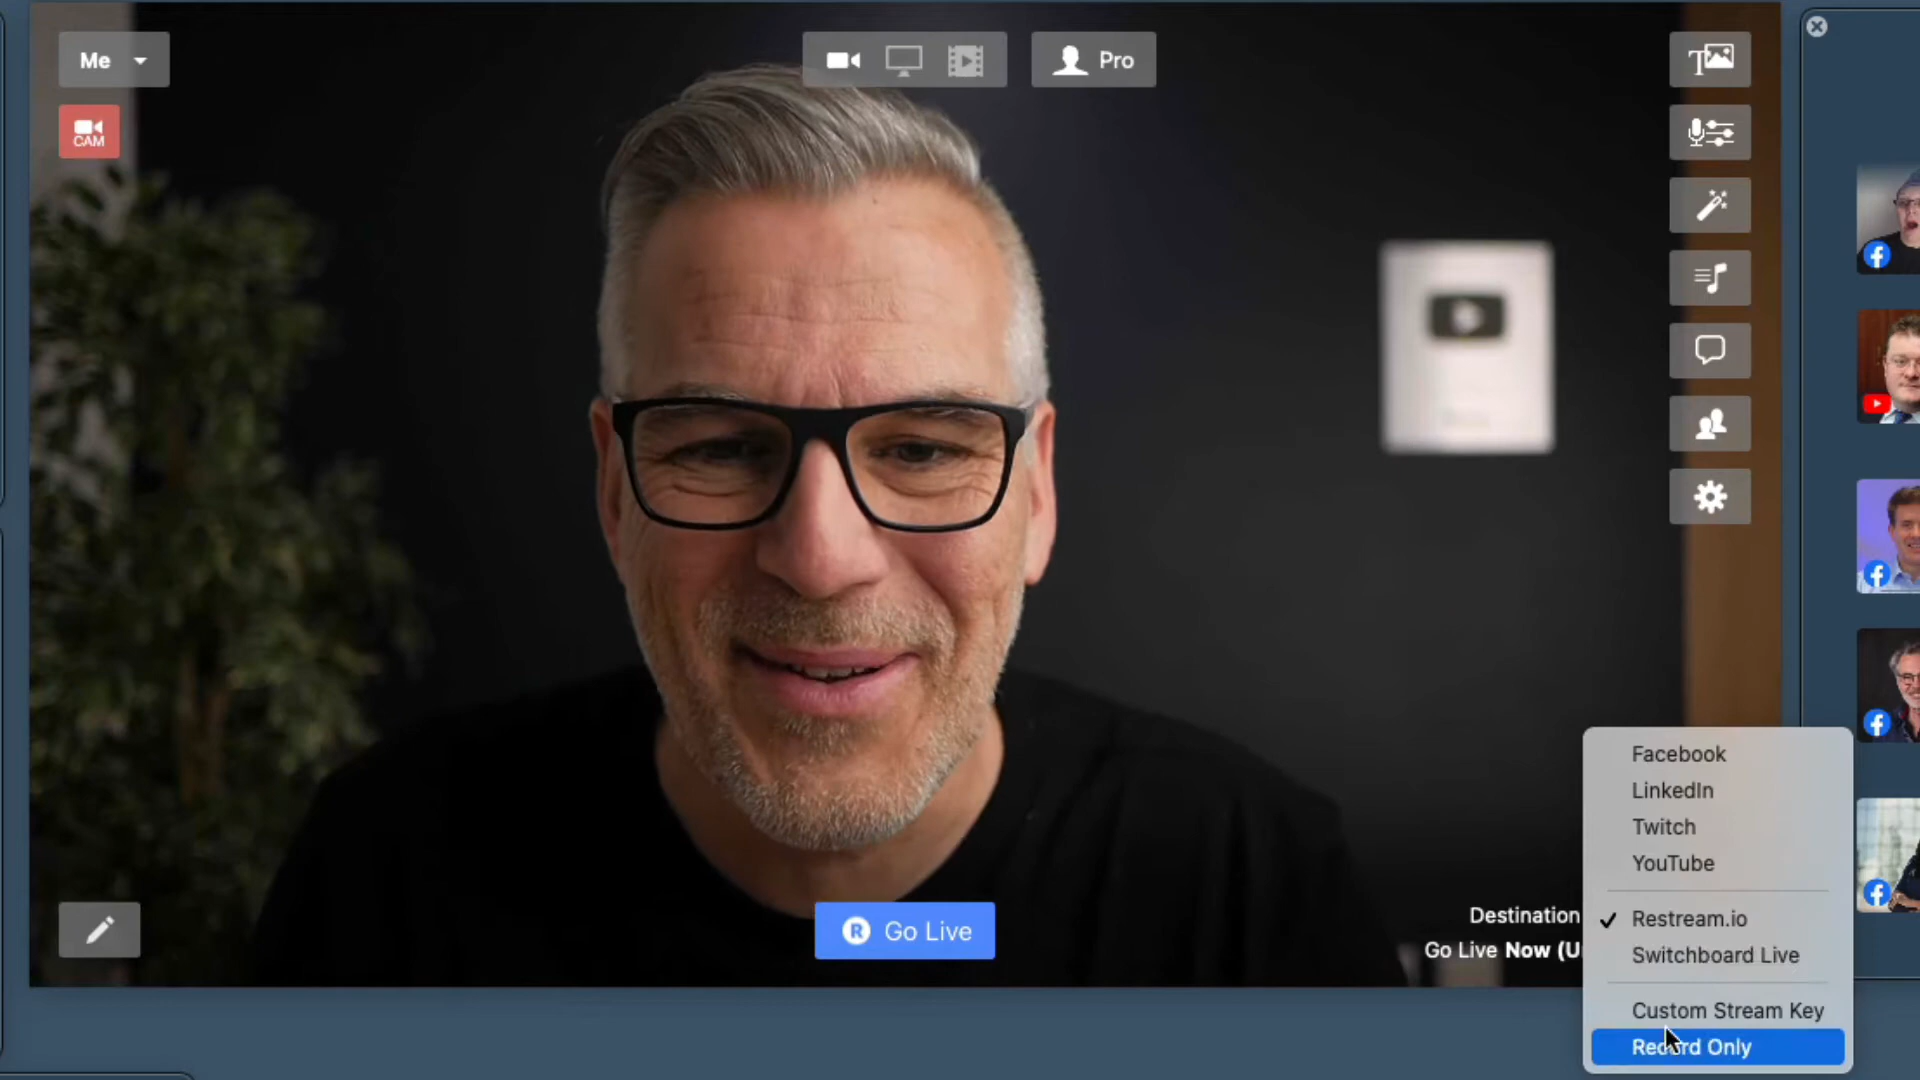 Me
Pro
T
CAM
Facebook
LinkedIn
Twitch
YouTube
Destination
Restream.io
Go Live Now (U
Switchboard Live
R Go Live
Custom Stream Key
Record Only